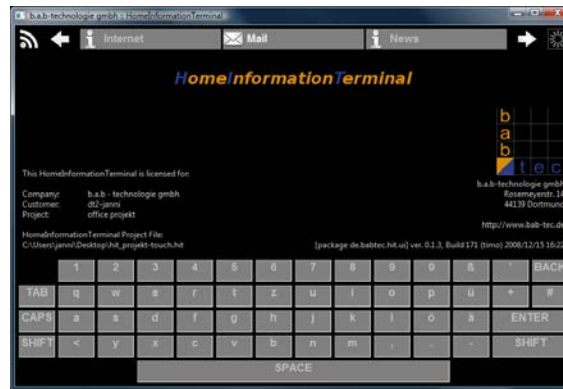 b.a.b-technologie gmbh :: HomeInformationTerminal
Internet
Mail
News
HomeInformationTerminal
b
a
b
tec
This HomeInformationTerminal is licensed for:
Company: b.a.b - technologie gmbh
Customer: dt2-janni
Project: office projekt
b.a.b-technologie gmbh
Rosemeyerstr. 14
44139 Dortmund
http://www.bab-tec.de
HomeInformationTerminal Project File:
C:\Users\janni\Desktop\hit_projekt-touch.hit
[package de.babtec.hit.ui] ver. 0.1.3, Build 171 (timo) 2008/12/15 16:22
1 2 3 4 5 6 7 8 9 0 ß ' BACK
TAB q w e r t z u i o p ü + #
CAPS a s d f g h j k l ö ä ENTER
SHIFT < y x c v b n m , . - SHIFT
SPACE